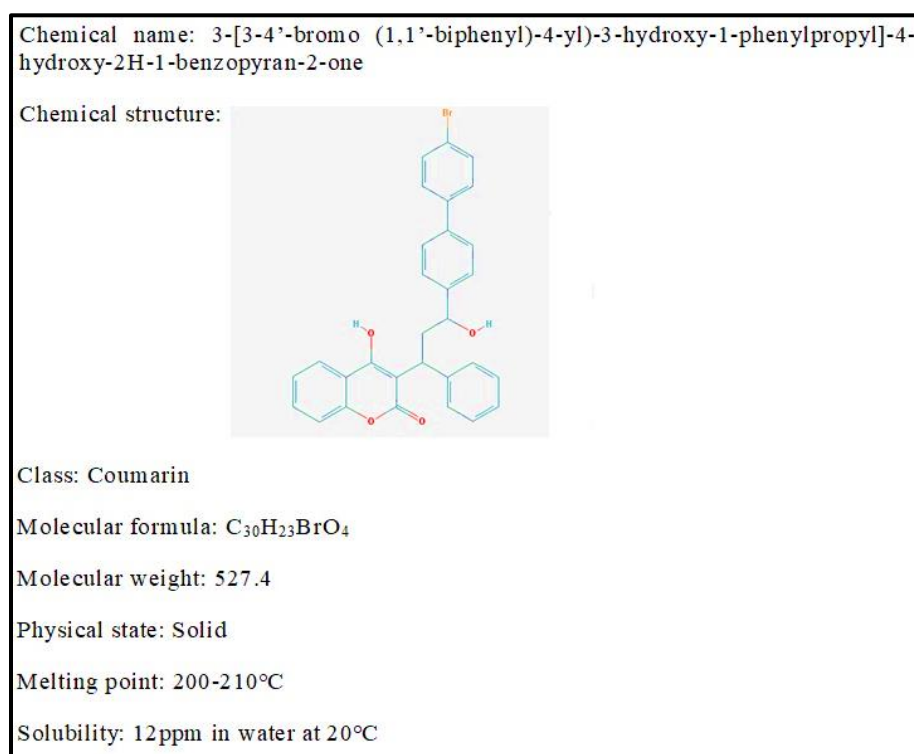 Chemical name: 3-[3-4’-bromo (1,1’-biphenyl)-4-yl)-3-hydroxy-1-phenylpropyl]-4-
hydroxy-2H-1-benzopyran-2-one
Chemical structure:
Br
H
O
O
H
O
O
Class: Coumarin
Molecular formula: C₃₀H₂₃BrO₄
Molecular weight: 527.4
Physical state: Solid
Melting point: 200-210°C
Solubility: 12ppm in water at 20°C